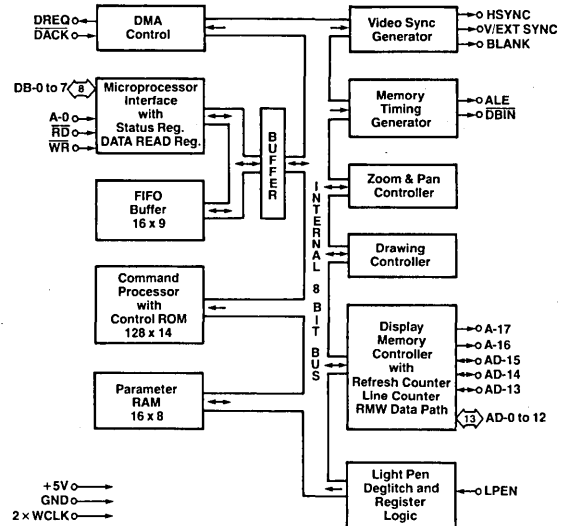 DREQ
DACK
DMA
Control
DB-0 to 7
8
A-0
RD
WR
Microprocessor
Interface
with
Status Reg.
DATA READ Reg.
FIFO
Buffer
16 x 9
BUFFER
Command
Processor
with
Control ROM
128 x 14
Parameter
RAM
16 x 8
+5V
GND
2 x WCLK
INTERNAL 8 BIT BUS
Video Sync
Generator
HSYNC
V/EXT SYNC
BLANK
Memory
Timing
Generator
ALE
DBIN
Zoom & Pan
Controller
Drawing
Controller
Display
Memory
Controller
with
Refresh Counter
Line Counter
RMW Data Path
A-17
A-16
AD-15
AD-14
AD-13
13
AD-0 to 12
Light Pen
Deglitch and
Register
Logic
LPEN